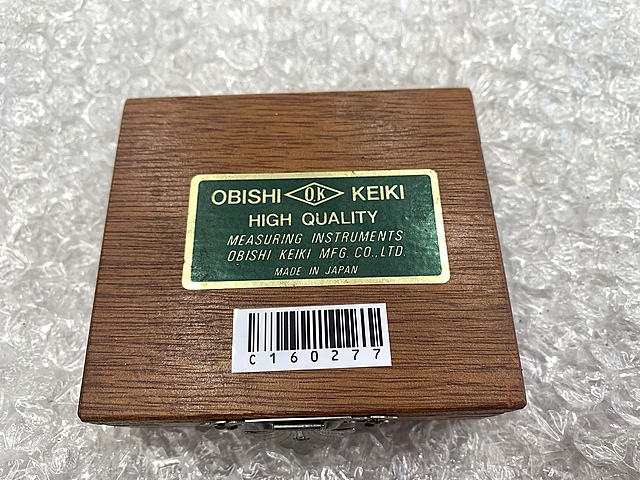 OBISHI OK KEIKI
HIGH QUALITY
MEASURING INSTRUMENTS
OBISHI KEIKI MFG. CO.,LTD.
MADE IN JAPAN
C160277